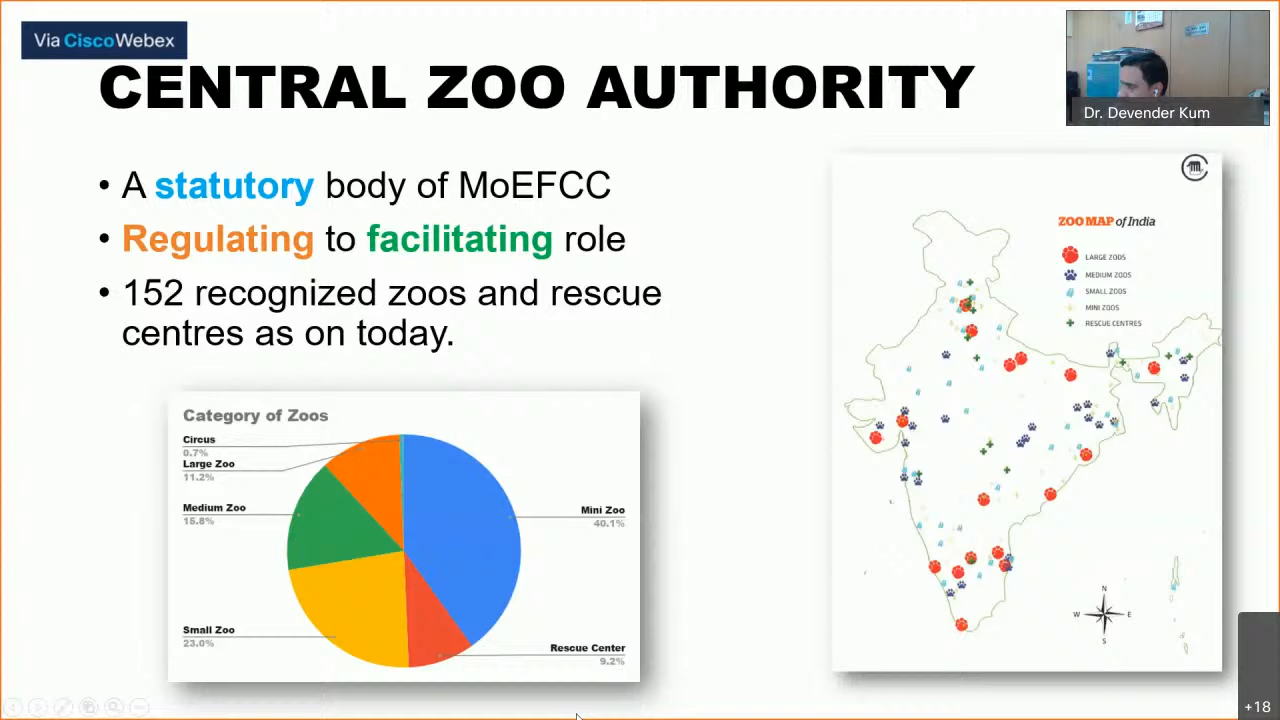 Via CiscoWebex
CENTRAL ZOO AUTHORITY
Dr. Devender Kum
• A statutory body of MoEFCC
• Regulating to facilitating role
• 152 recognized zoos and rescue
centres as on today.
Category of Zoos
Circus
0.7%
Large Zoo
11.2%
Medium Zoo
15.8%
Mini Zoo
40.1%
Small Zoo
23.0%
Rescue Center
9.2%
ZOO MAP of India
LARGE ZOOS
MEDIUM ZOOS
SMALL ZOOS
MINI ZOOS
RESCUE CENTRES
N
W E
S
+18